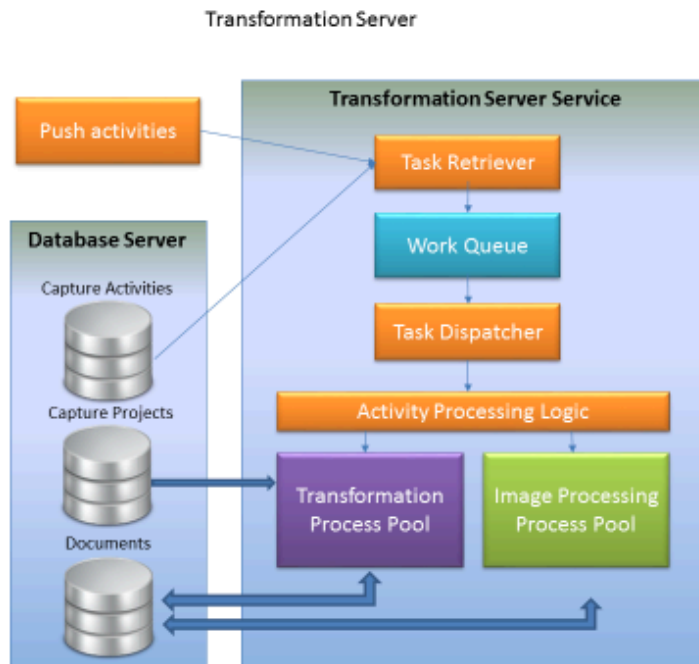 Transformation Server
Transformation Server Service
Push activities
Task Retriever
Work Queue
Database Server
Capture Activities
Task Dispatcher
Capture Projects
Activity Processing Logic
Transformation
Process Pool
Image Processing
Process Pool
Documents